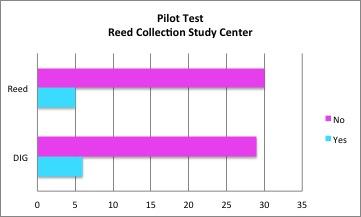 Pilot Test
Reed Collection Study Center
Reed
No
Yes
DIG
0 5 10 15 20 25 30 35